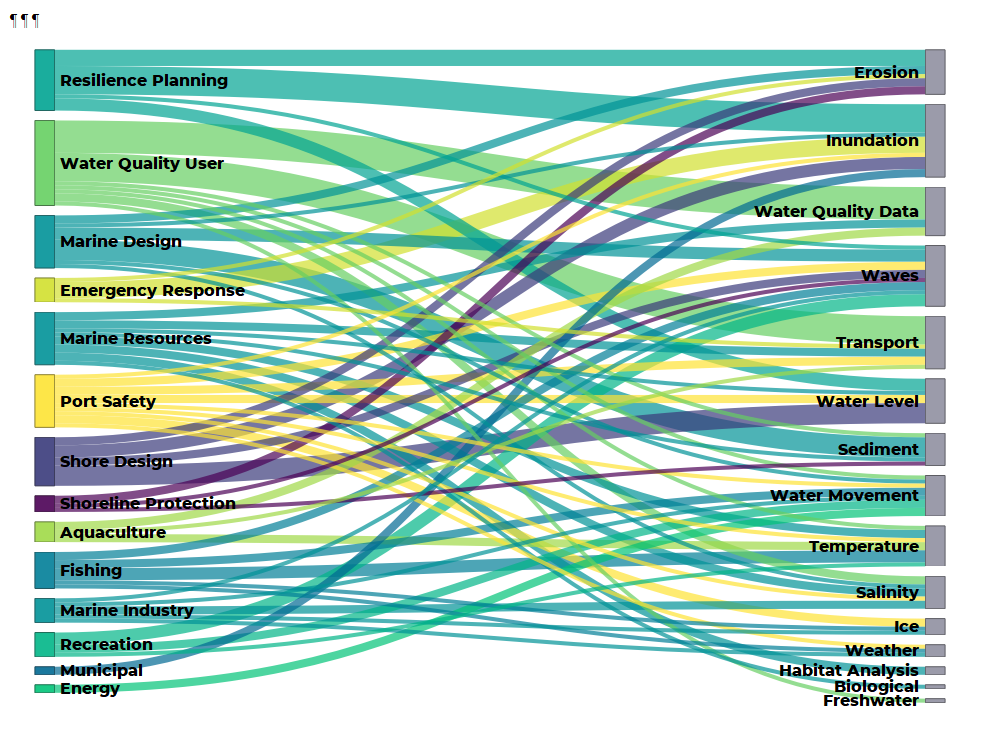 ¶¶¶
Resilience Planning
Water Quality User
Marine Design
Emergency Response
Marine Resources
Port Safety
Shore Design
Shoreline Protection
Aquaculture
Fishing
Marine Industry
Recreation
Municipal
Energy
Erosion
Inundation
Water Quality Data
Waves
Transport
Water Level
Sediment
Water Movement
Temperature
Salinity
Ice
Weather
Habitat Analysis
Biological
Freshwater